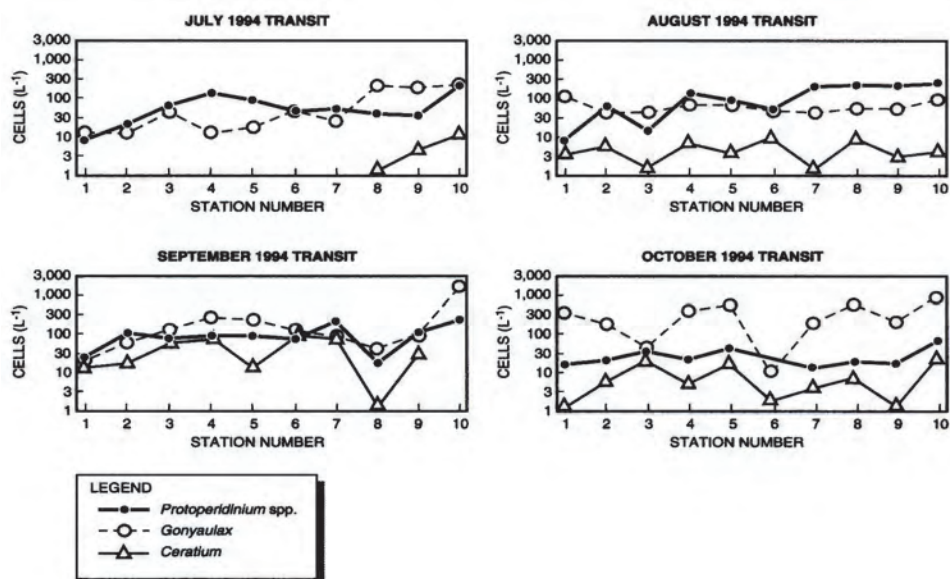 JULY 1994 TRANSIT
CELLS (L-1)
3,000
1,000
300
100
30
10
3
1
1 2 3 4 5 6 7 8 9 10
STATION NUMBER
AUGUST 1994 TRANSIT
CELLS (L-1)
3,000
1,000
300
100
30
10
3
1
1 2 3 4 5 6 7 8 9 10
STATION NUMBER
SEPTEMBER 1994 TRANSIT
CELLS (L-1)
3,000
1,000
300
100
30
10
3
1
1 2 3 4 5 6 7 8 9 10
STATION NUMBER
OCTOBER 1994 TRANSIT
CELLS (L-1)
3,000
1,000
300
100
30
10
3
1
1 2 3 4 5 6 7 8 9 10
STATION NUMBER
LEGEND
Protoperidinium spp.
Gonyaulax
Ceratium